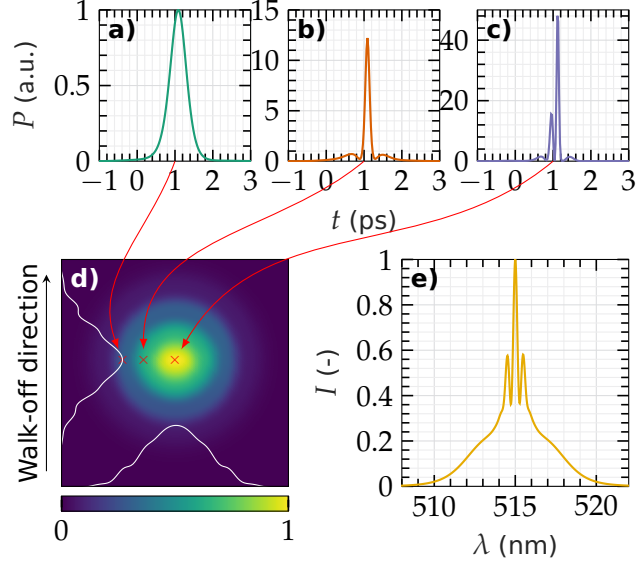 a)
b)
c)
P (a.u.)
0
0.5
1
−1 0 1 2 3
0
5
10
15
−1 0 1 2 3
0
20
40
−1 0 1 2 3
t (ps)
d)
Walk-off direction
0 1
e)
I (-)
0
0.2
0.4
0.6
0.8
1
510 515 520
λ (nm)